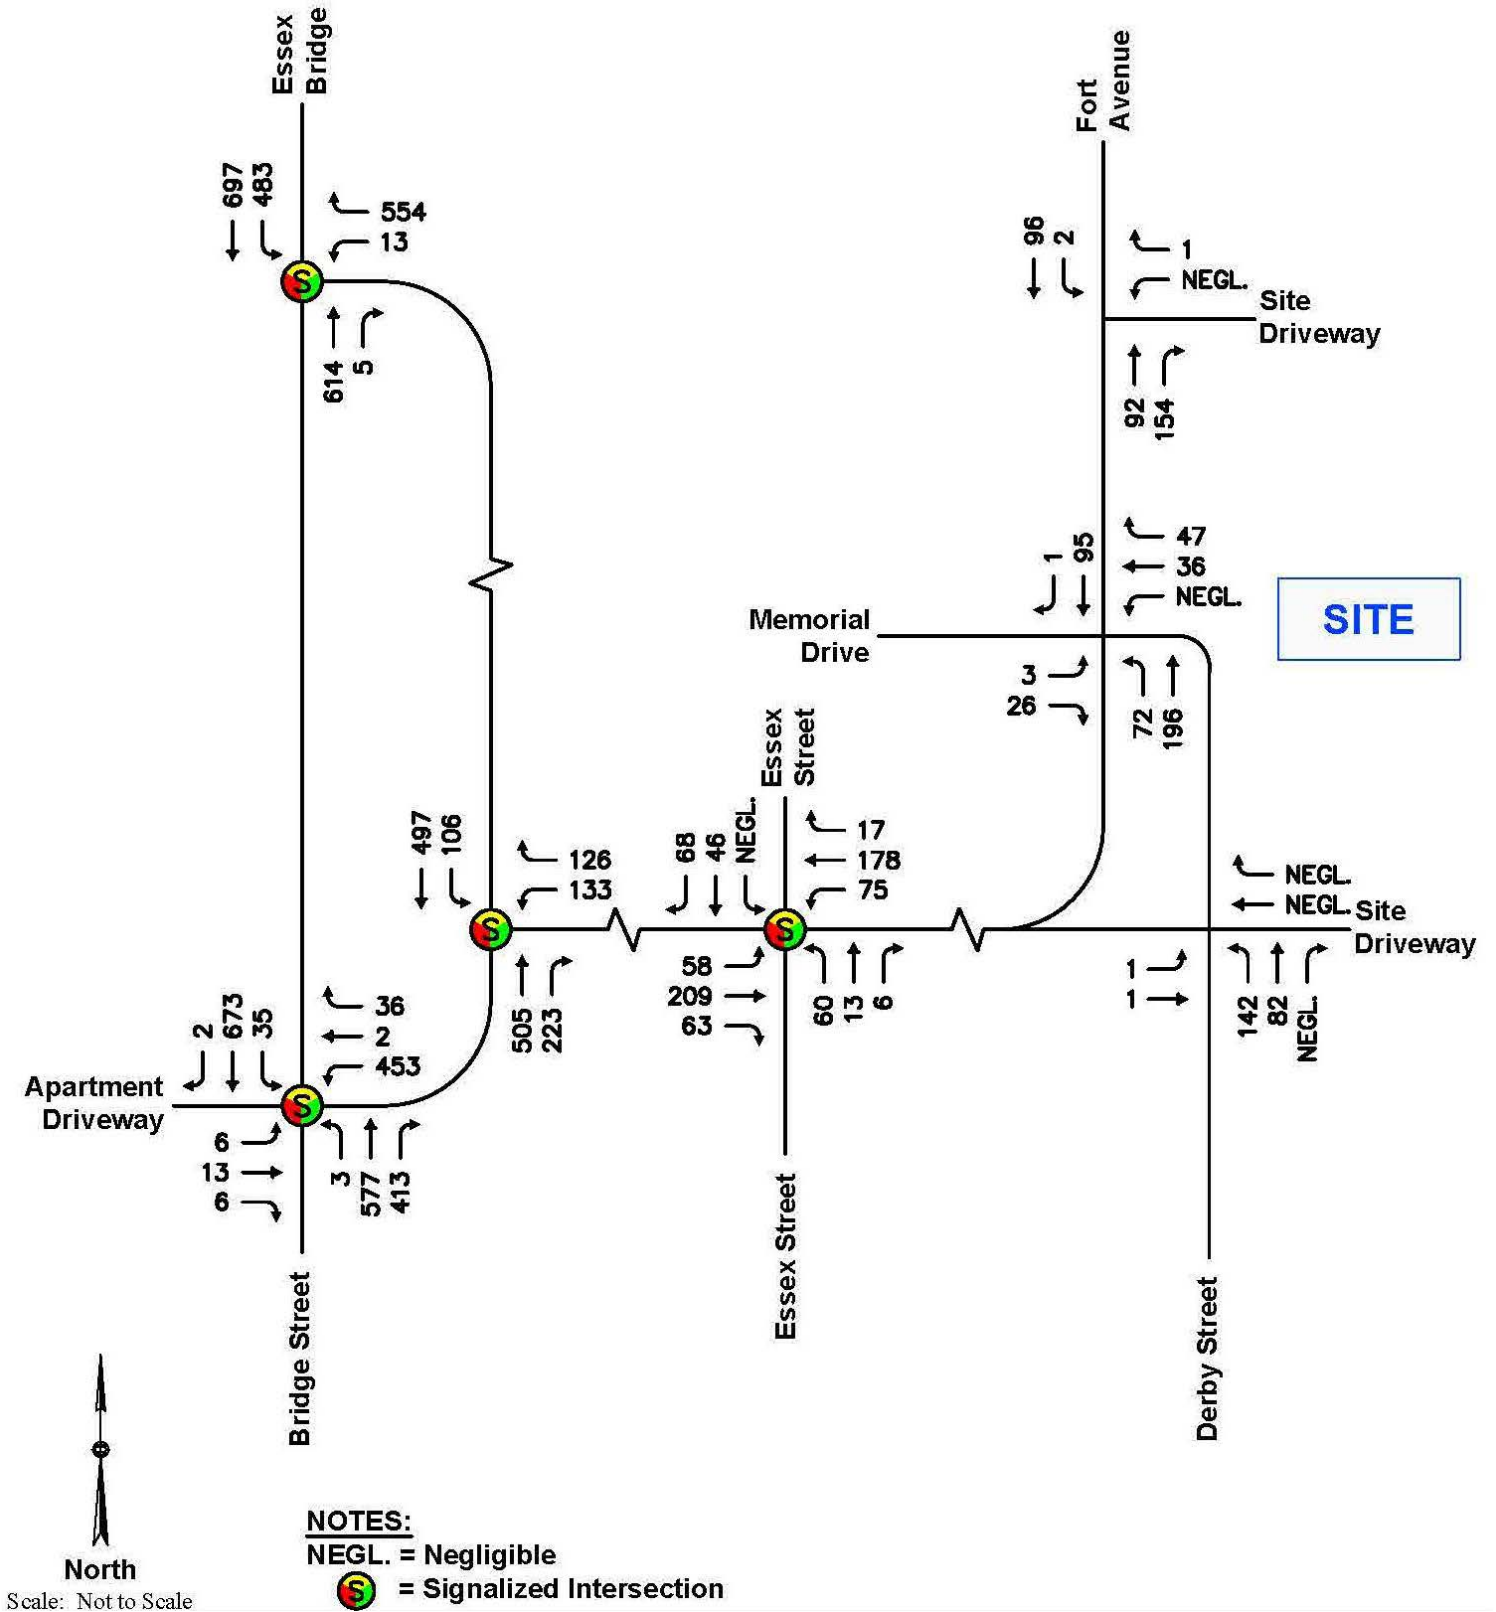 Essex
Bridge
697
483
554
13
614
5
Fort
Avenue
96
2
1
NEGL.
Site
Driveway
92
154
1
95
47
36
NEGL.
Memorial
Drive
3
26
72
196
SITE
Essex
Street
497
106
126
133
505
223
68
46
NEGL.
17
178
75
58
209
63
60
13
6
NEGL.
NEGL.
Site
Driveway
1
1
142
82
NEGL.
2
673
35
36
2
453
Apartment
Driveway
6
13
6
3
577
413
Bridge Street
Essex Street
Derby Street
North
Scale: Not to Scale
NOTES:
NEGL. = Negligible
S = Signalized Intersection
S
S
S
S